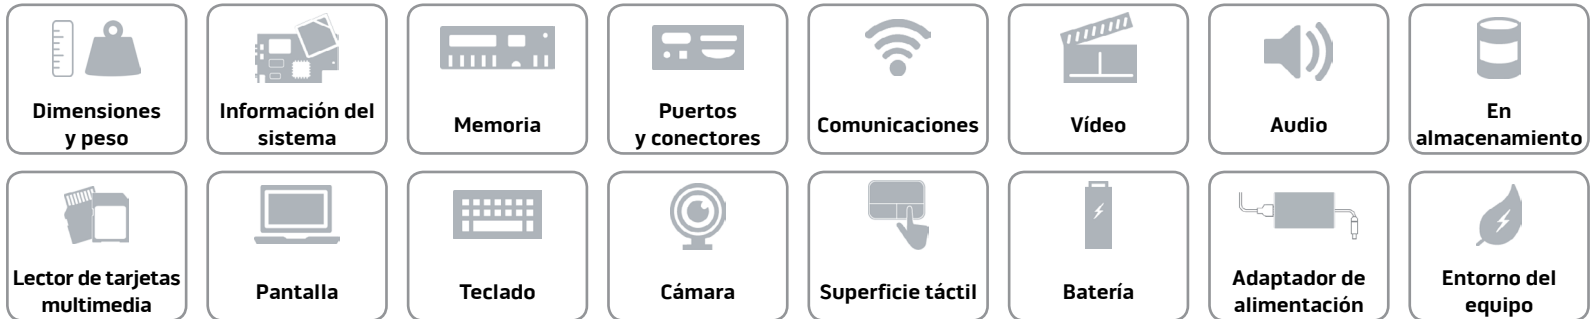 Dimensiones
y peso
Información del
sistema
Memoria
Puertos
y conectores
Comunicaciones
Vídeo
Audio
En
almacenamiento
Lector de tarjetas
multimedia
Pantalla
Teclado
Cámara
Superficie táctil
Batería
Adaptador de
alimentación
Entorno del
equipo